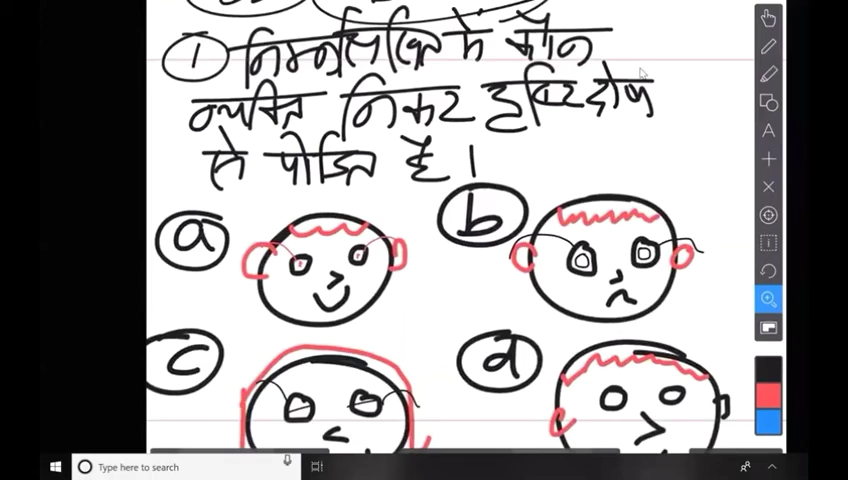 ① निम्नलिखित के कौन
व्यक्ति निकट दृष्टि दोष
से पीडित है ।
a b
c d
Type here to search